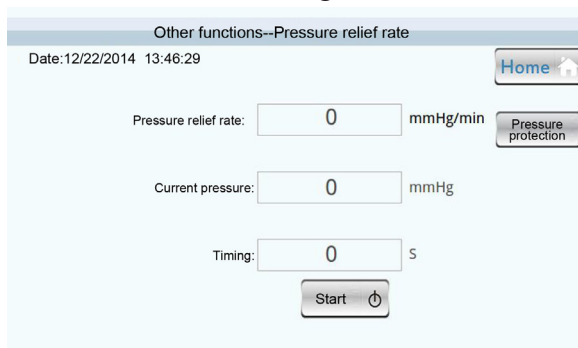 Other functions--Pressure relief rate
Date:12/22/2014 13:46:29
Home
Pressure relief rate: 0 mmHg/min
Pressure
protection
Current pressure: 0 mmHg
Timing: 0 S
Start